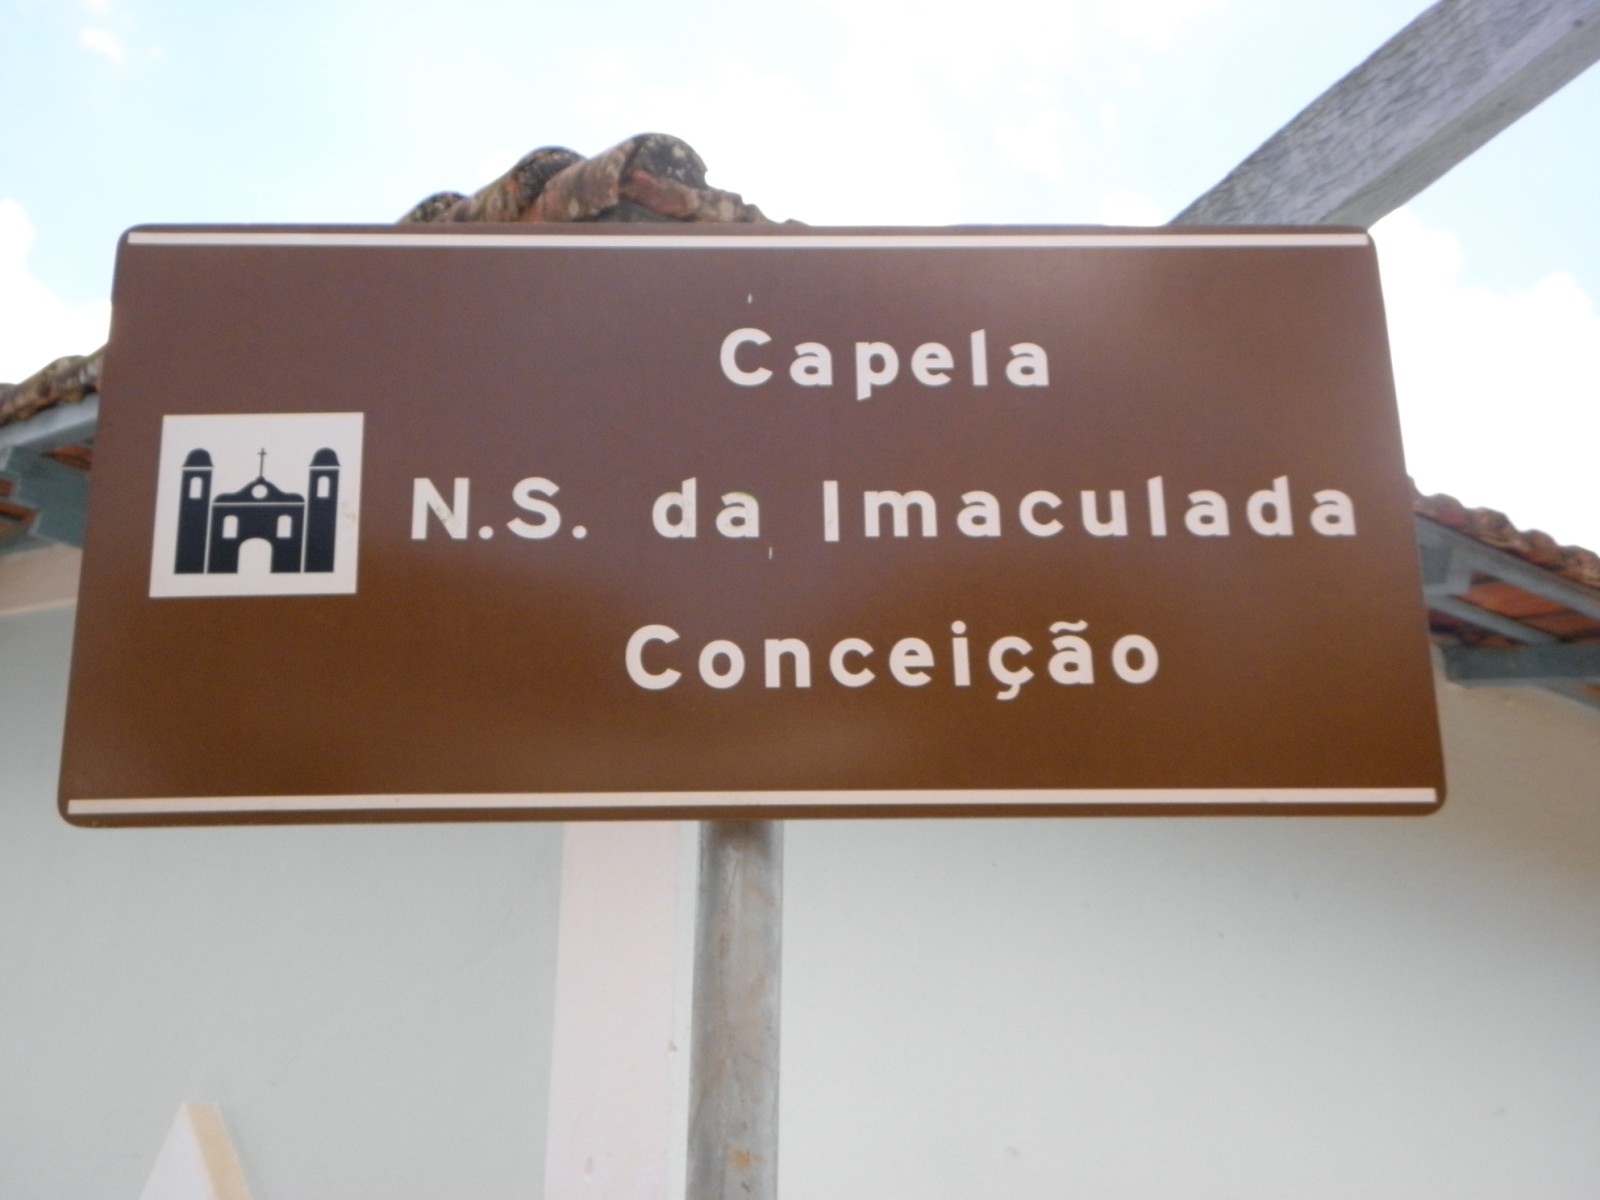 Capela
N.S. da Imaculada
Conceição